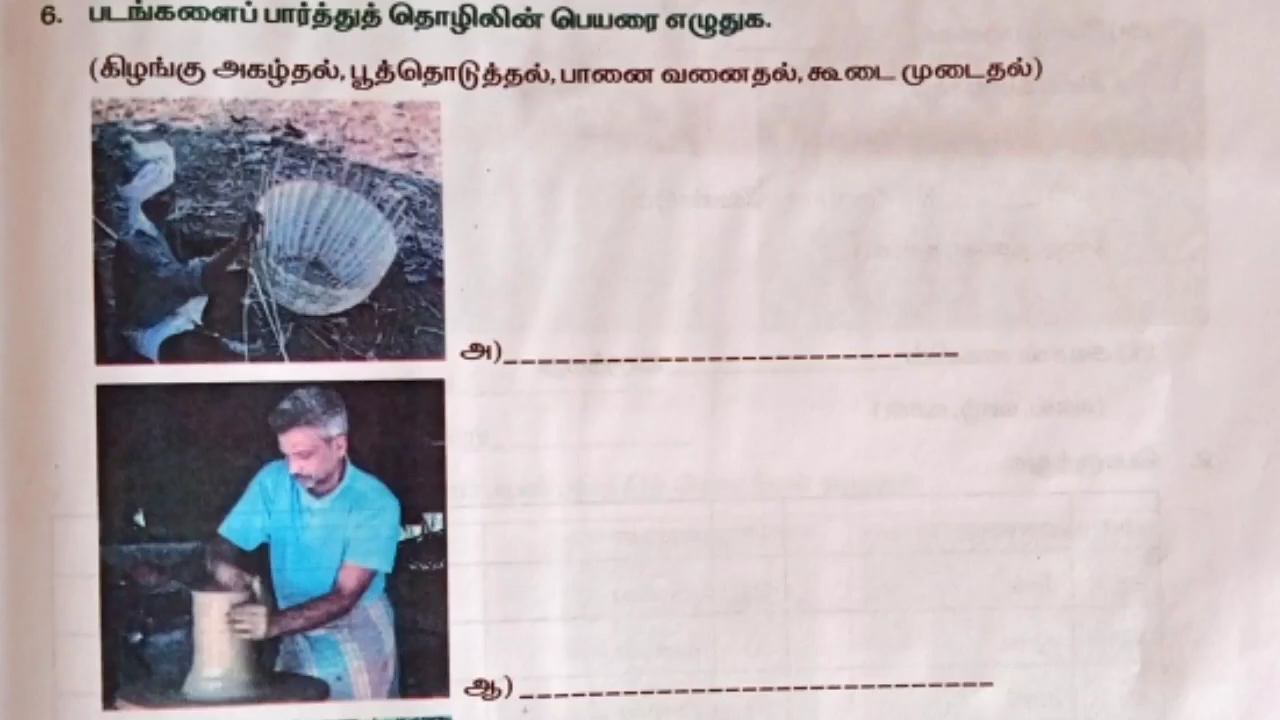 6. படங்களைப் பார்த்துத் தொழிலின் பெயரை எழுதுக.
(கிழங்கு அகழ்தல், பூத்தொடுத்தல், பானை வனைதல், கூடை முடைதல்)
அ)
ஆ)